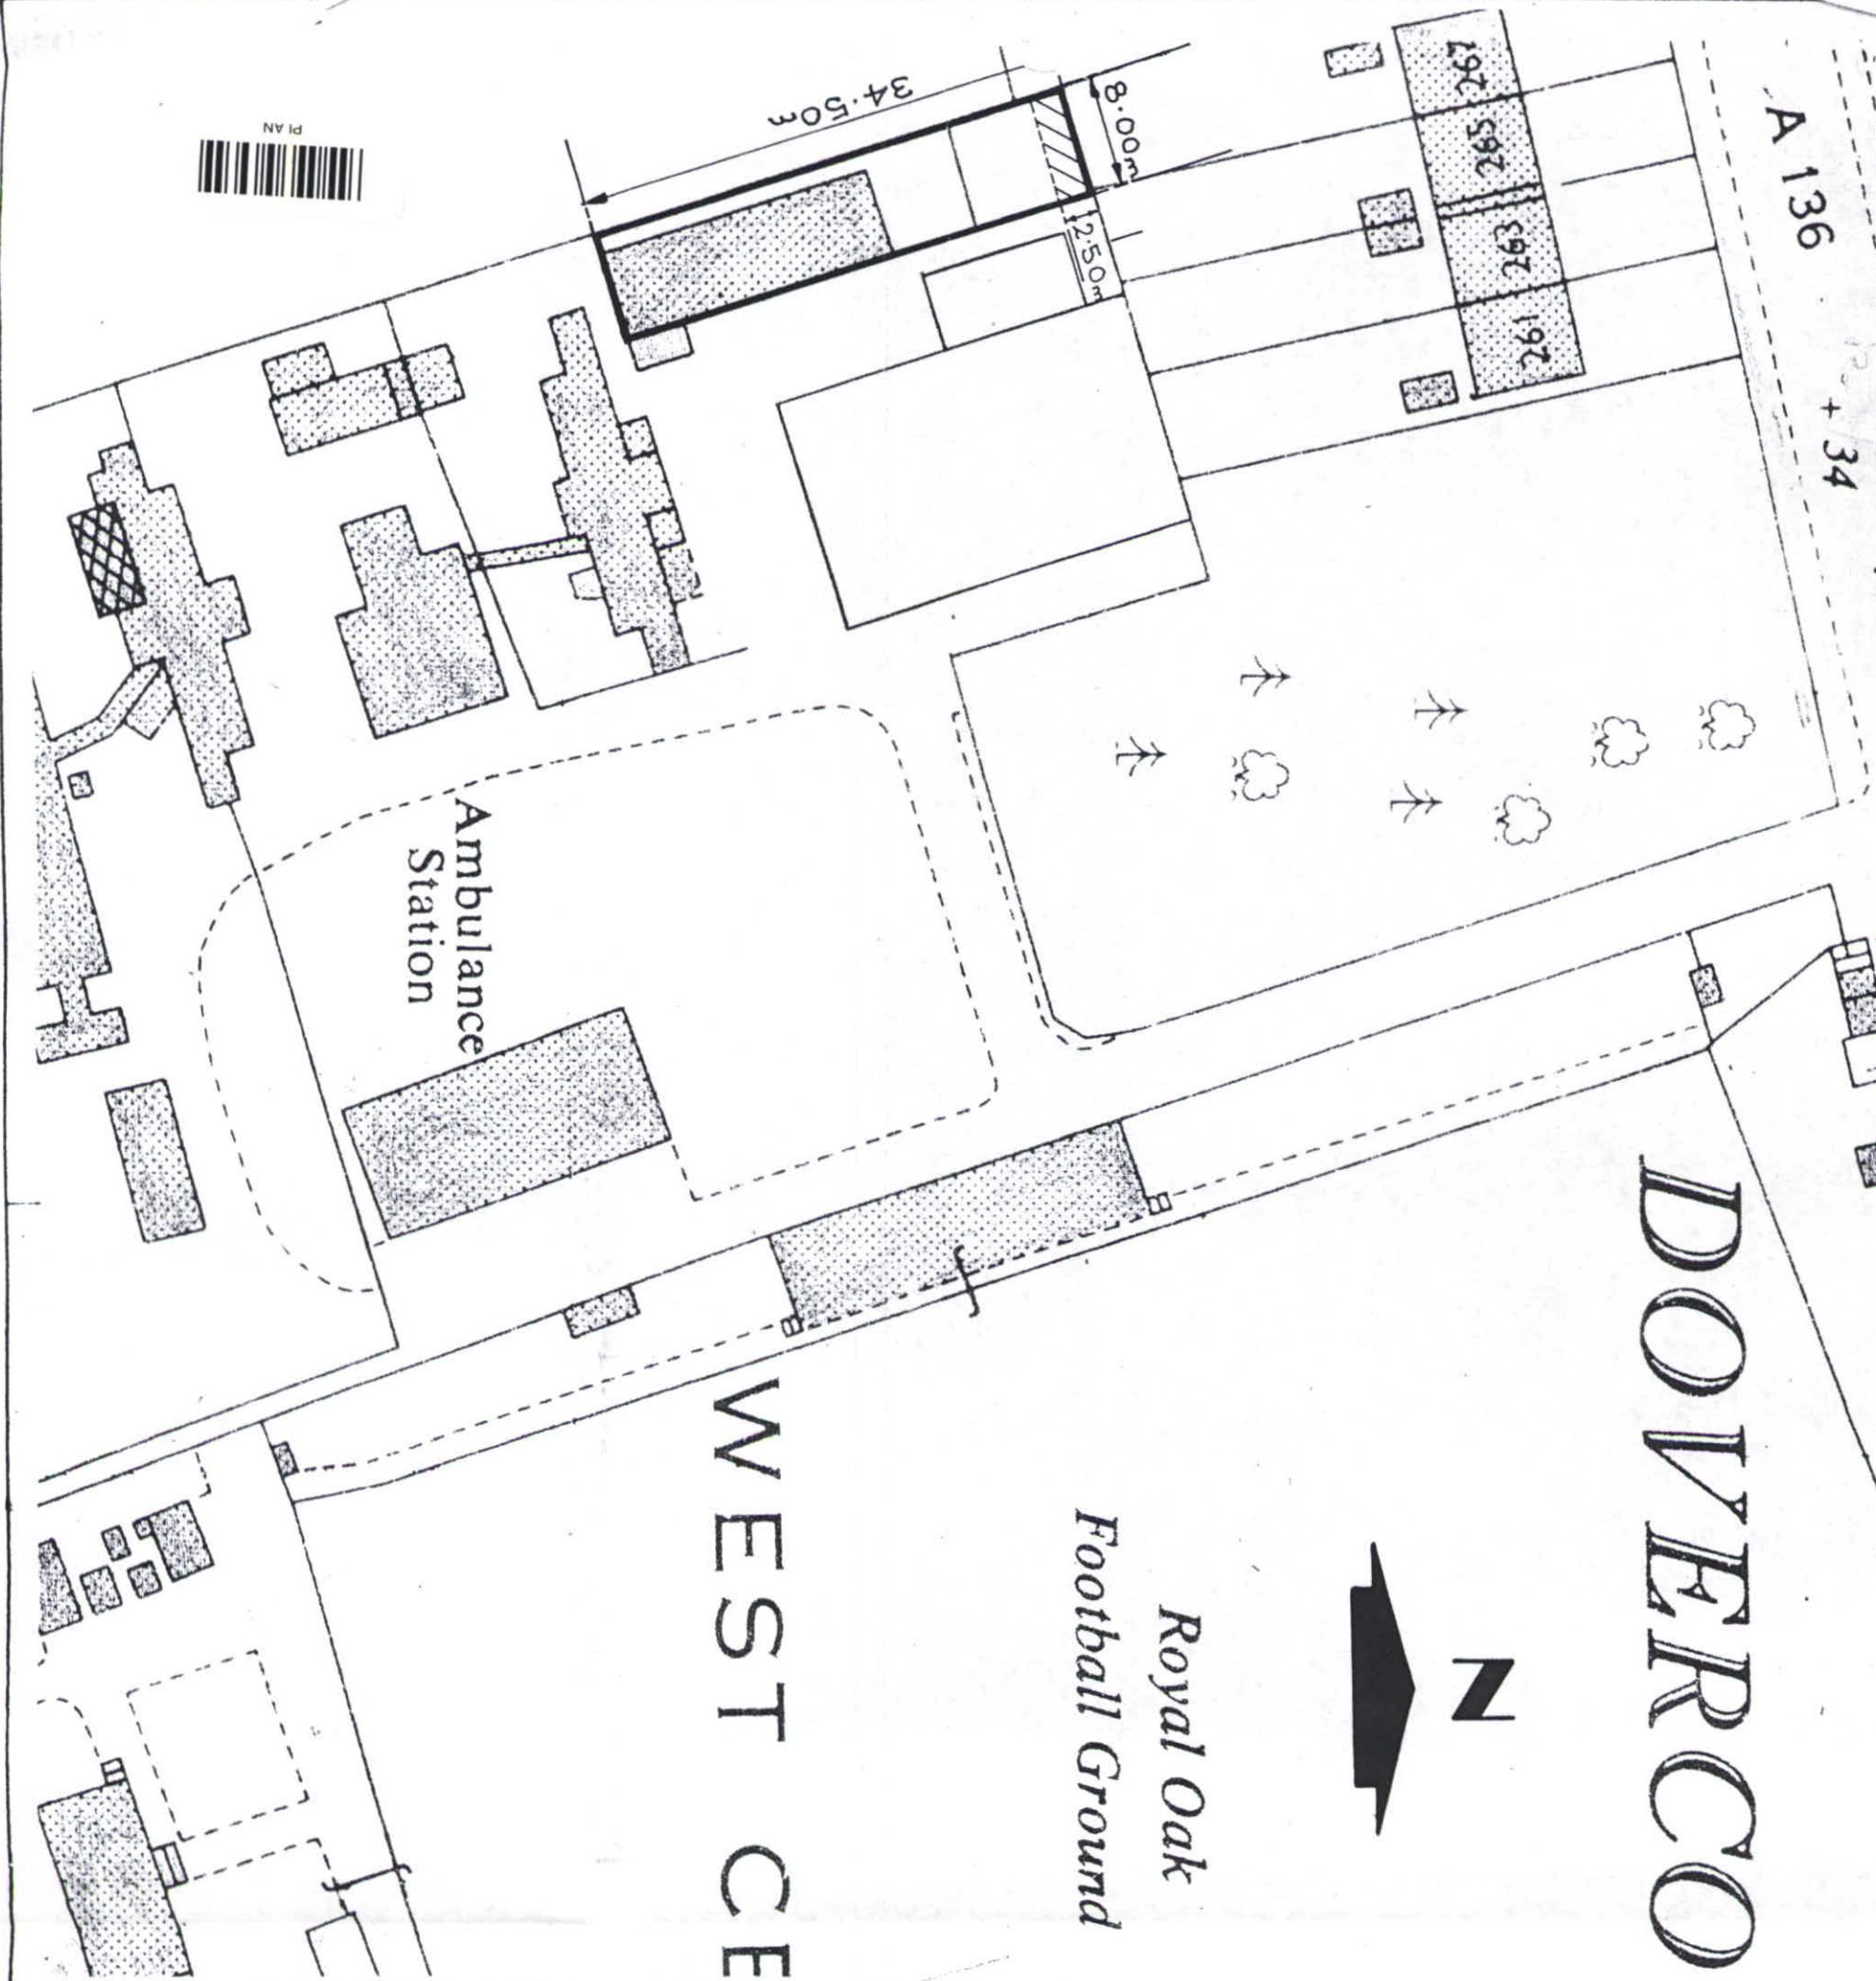 A 136
+ 34
267
265
263
261
34.50m
8.00m
2.50m
PLAN
Ambulance
Station
DOVERCO
N
Royal Oak
Football Ground
WEST CE